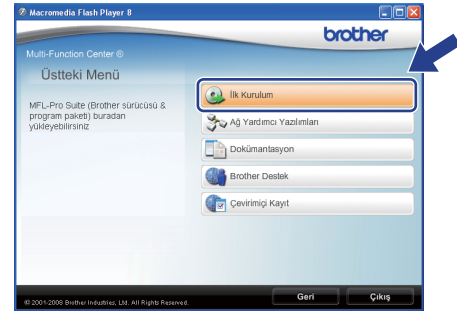 Macromedia Flash Player 8
brother
Multi-Function Center ®
Üstteki Menü
MFL-Pro Suite (Brother sürücüsü &
program paketi) buradan
yükleyebilirsiniz
İlk Kurulum
Ağ Yardımcı Yazılımları
Dokümantasyon
Brother Destek
Çevirimiçi Kayıt
© 2001-2008 Brother Industries, Ltd. All Rights Reserved.
Geri
Çıkış